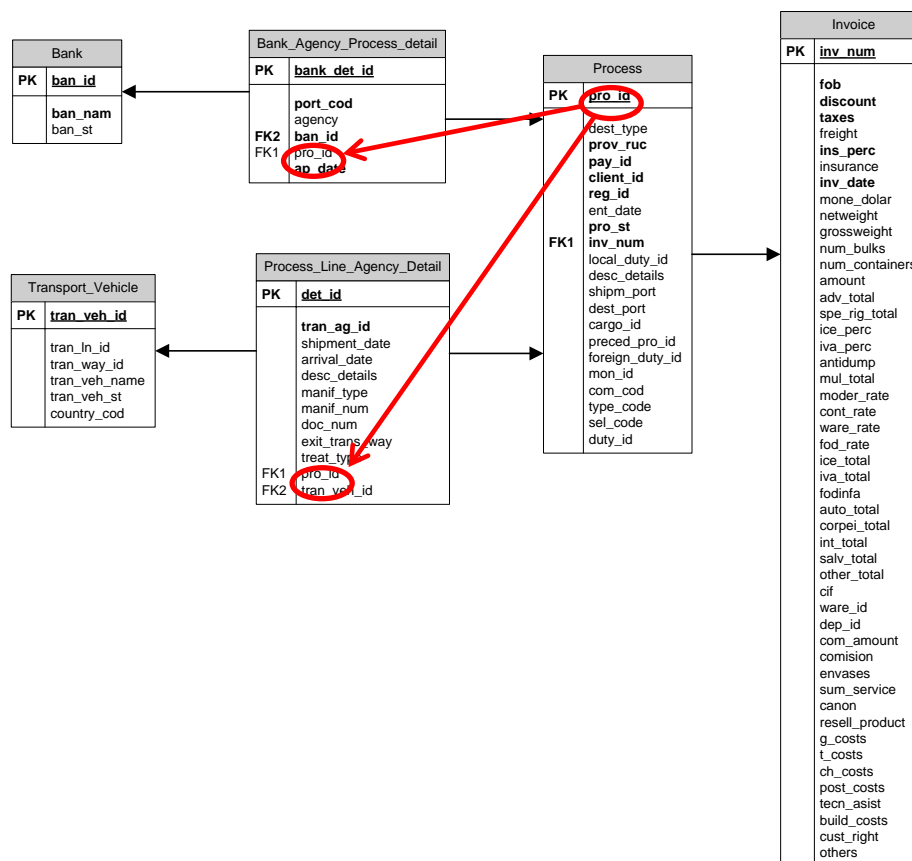 Bank
PK ban_id
ban_nam
ban_st
Bank_Agency_Process_detail
PK bank_det_id
port_cod
agency
FK2 ban_id
FK1 pro_id
ap_date
Process
PK pro_id
dest_type
prov_ruc
pay_id
client_id
reg_id
ent_date
pro_st
FK1 inv_num
local_duty_id
desc_details
shipm_port
dest_port
cargo_id
preced_pro_id
foreign_duty_id
mon_id
com_cod
type_code
sel_code
duty_id
Transport_Vehicle
PK tran_veh_id
tran_ln_id
tran_way_id
tran_veh_name
tran_veh_st
country_cod
Process_Line_Agency_Detail
PK det_id
tran_ag_id
shipment_date
arrival_date
desc_details
manif_type
manif_num
doc_num
exit_trans_way
treat_type
FK1 pro_id
FK2 tran_veh_id
Invoice
PK inv_num
fob
discount
taxes
freight
ins_perc
insurance
inv_date
mone_dolar
netweight
grossweight
num_bulks
num_containers
amount
adv_total
spe_rig_total
ice_perc
iva_perc
antidump
mul_total
moder_rate
cont_rate
ware_rate
fod_rate
ice_total
iva_total
fodinfa
auto_total
corpei_total
int_total
salv_total
other_total
cif
ware_id
dep_id
com_amount
comision
envases
sum_service
canon
resell_product
g_costs
t_costs
ch_costs
post_costs
tecn_asist
build_costs
cust_right
others